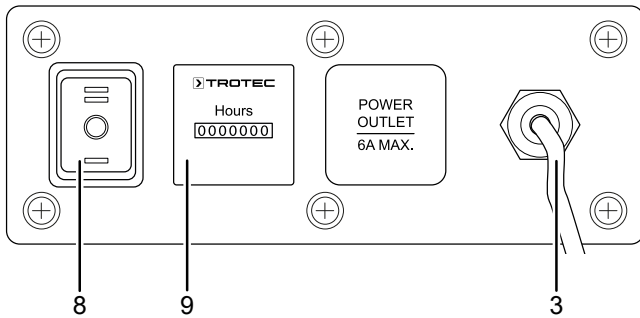 TROTEC
Hours
0000000
POWER
OUTLET
6A MAX.
8
9
3